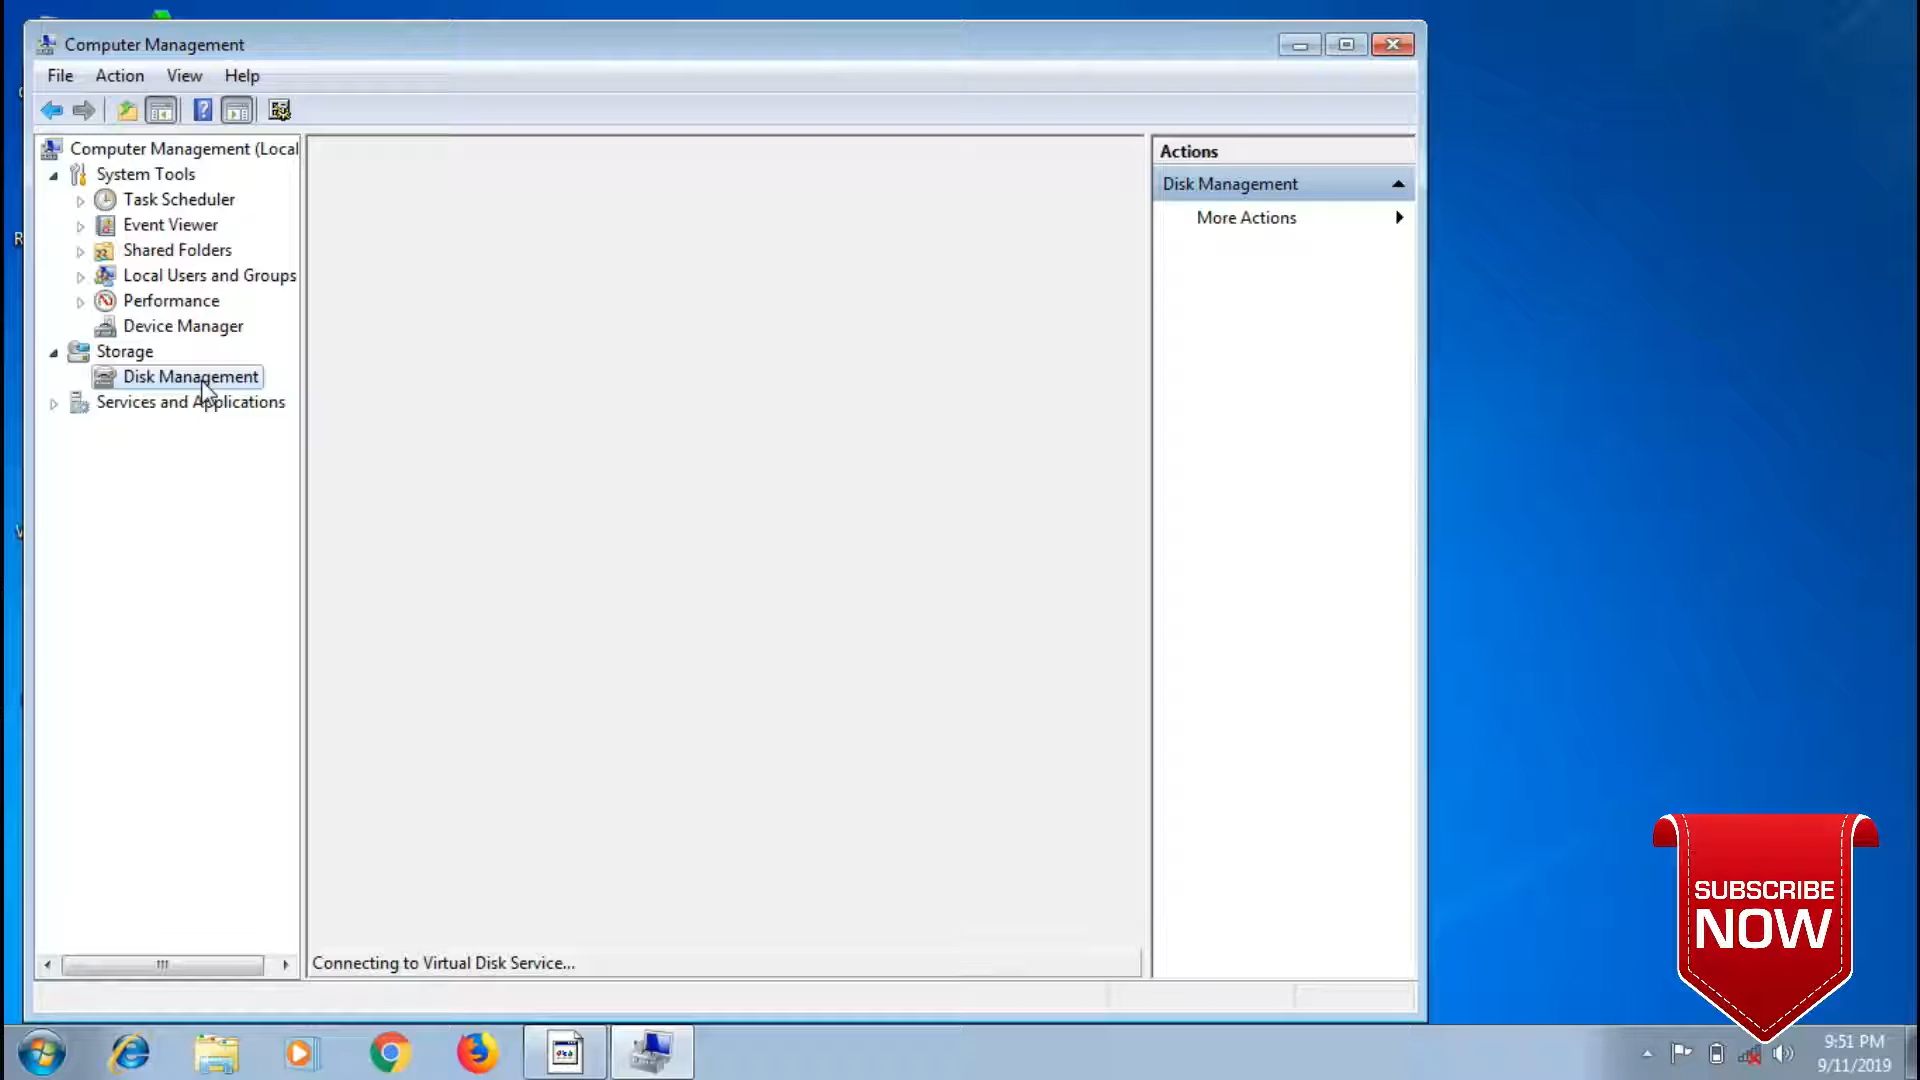 Computer Management
File Action View Help
Computer Management (Local
System Tools
Task Scheduler
Event Viewer
Shared Folders
Local Users and Groups
Performance
Device Manager
Storage
Disk Management
Services and Applications
Connecting to Virtual Disk Service...
Actions
Disk Management
More Actions
SUBSCRIBE
NOW
9:51 PM
9/11/2019